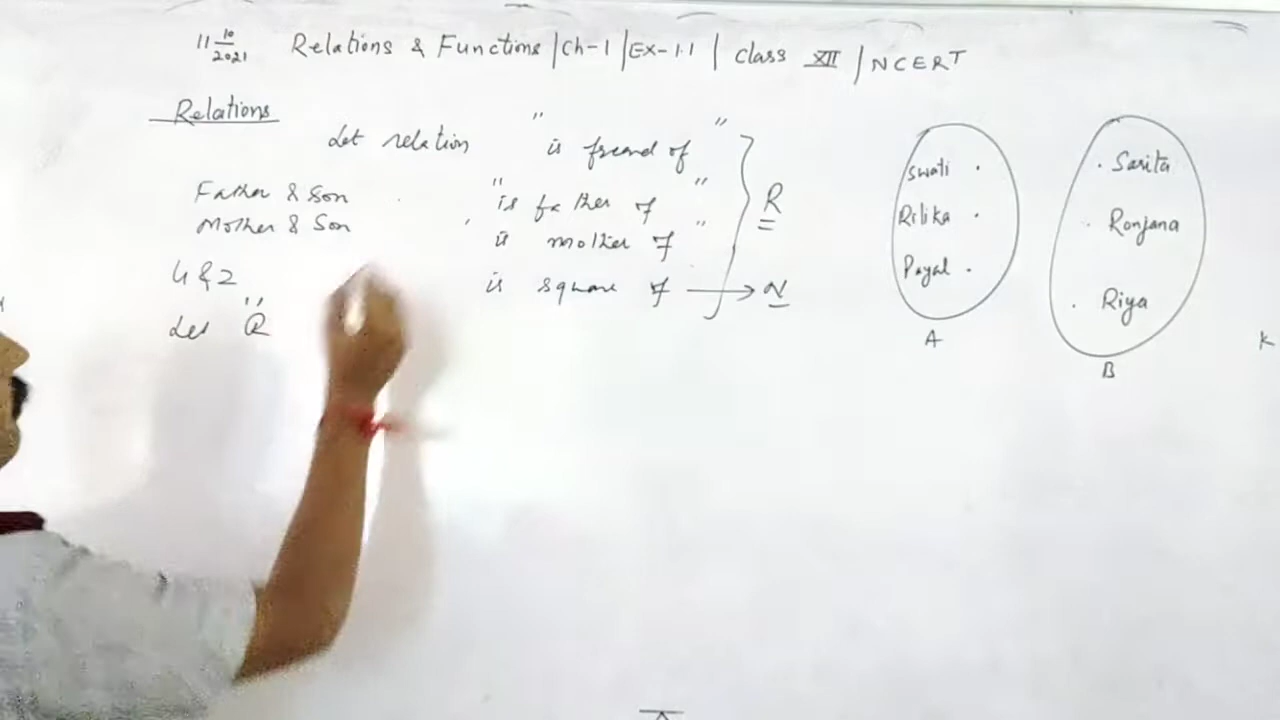 11 10/2021 Relations & Functions | Ch-1 | Ex-1.1 | Class XII | NCERT
Relations
Let relation "is friend of"
Father & Son "is father of"
Mother & Son is mother of "
4 & 2 is square of → N
R
Let "R
Swati .
Ritika .
Payal .
A
. Sarita
. Ranjana
. Riya
B
K